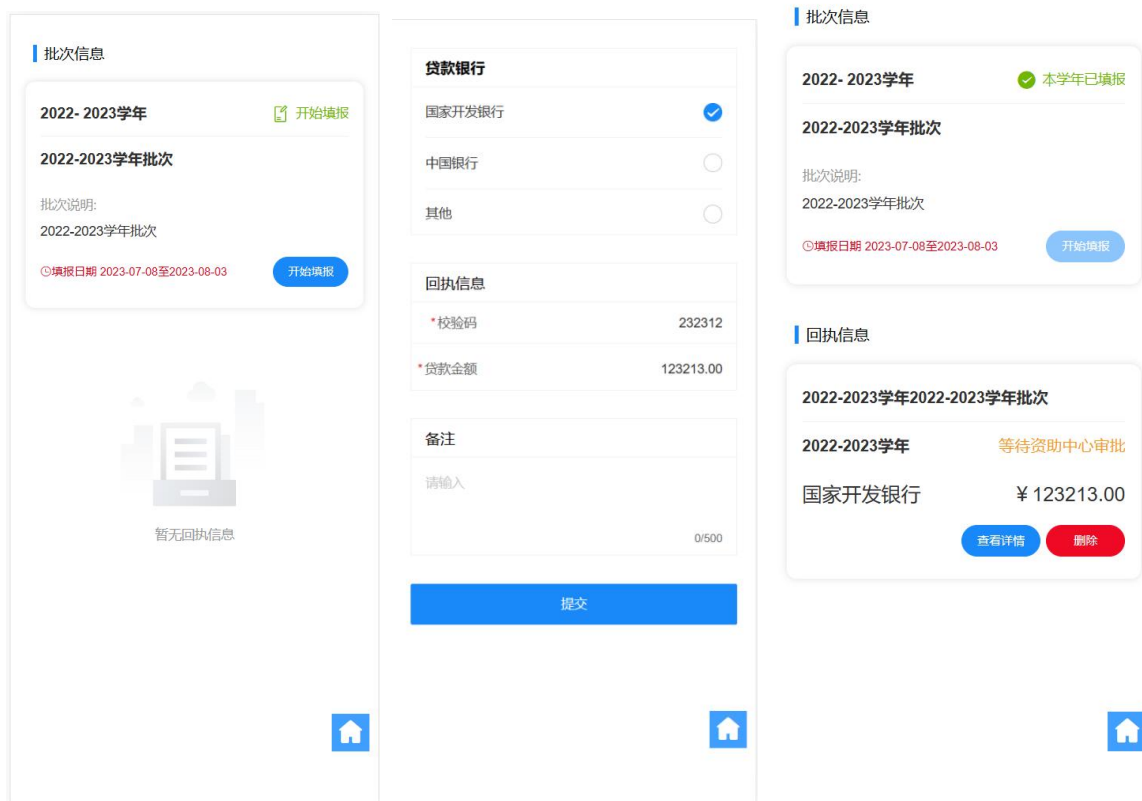 批次信息
2022- 2023学年
开始填报
2022-2023学年批次
批次说明:
2022-2023学年批次
填报日期 2023-07-08至2023-08-03
开始填报
暂无回执信息
贷款银行
国家开发银行
中国银行
其他
回执信息
*校验码 232312
*贷款金额 123213.00
备注
请输入
0/500
提交
批次信息
2022- 2023学年
本学年已填报
2022-2023学年批次
批次说明:
2022-2023学年批次
填报日期 2023-07-08至2023-08-03
开始填报
回执信息
2022-2023学年2022-2023学年批次
2022-2023学年 等待资助中心审批
国家开发银行 ¥ 123213.00
查看详情 删除